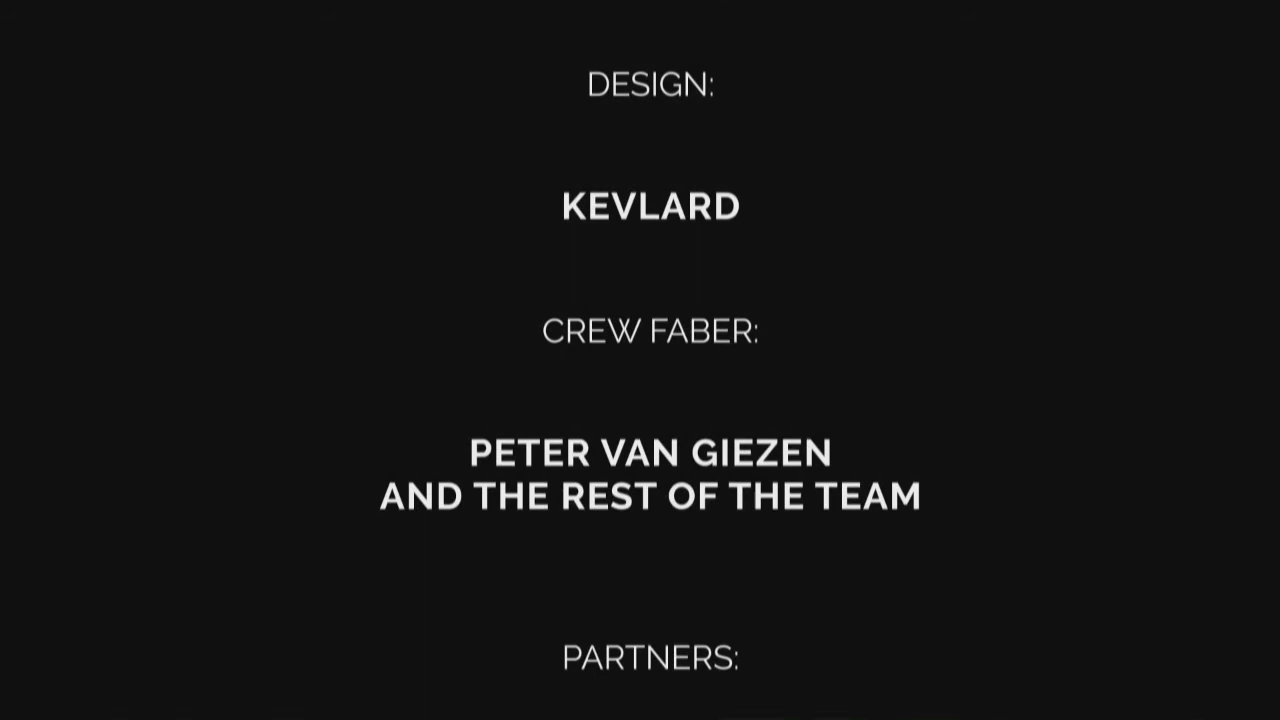 DESIGN:
KEVLARD
CREW FABER:
PETER VAN GIEZEN
AND THE REST OF THE TEAM
PARTNERS: